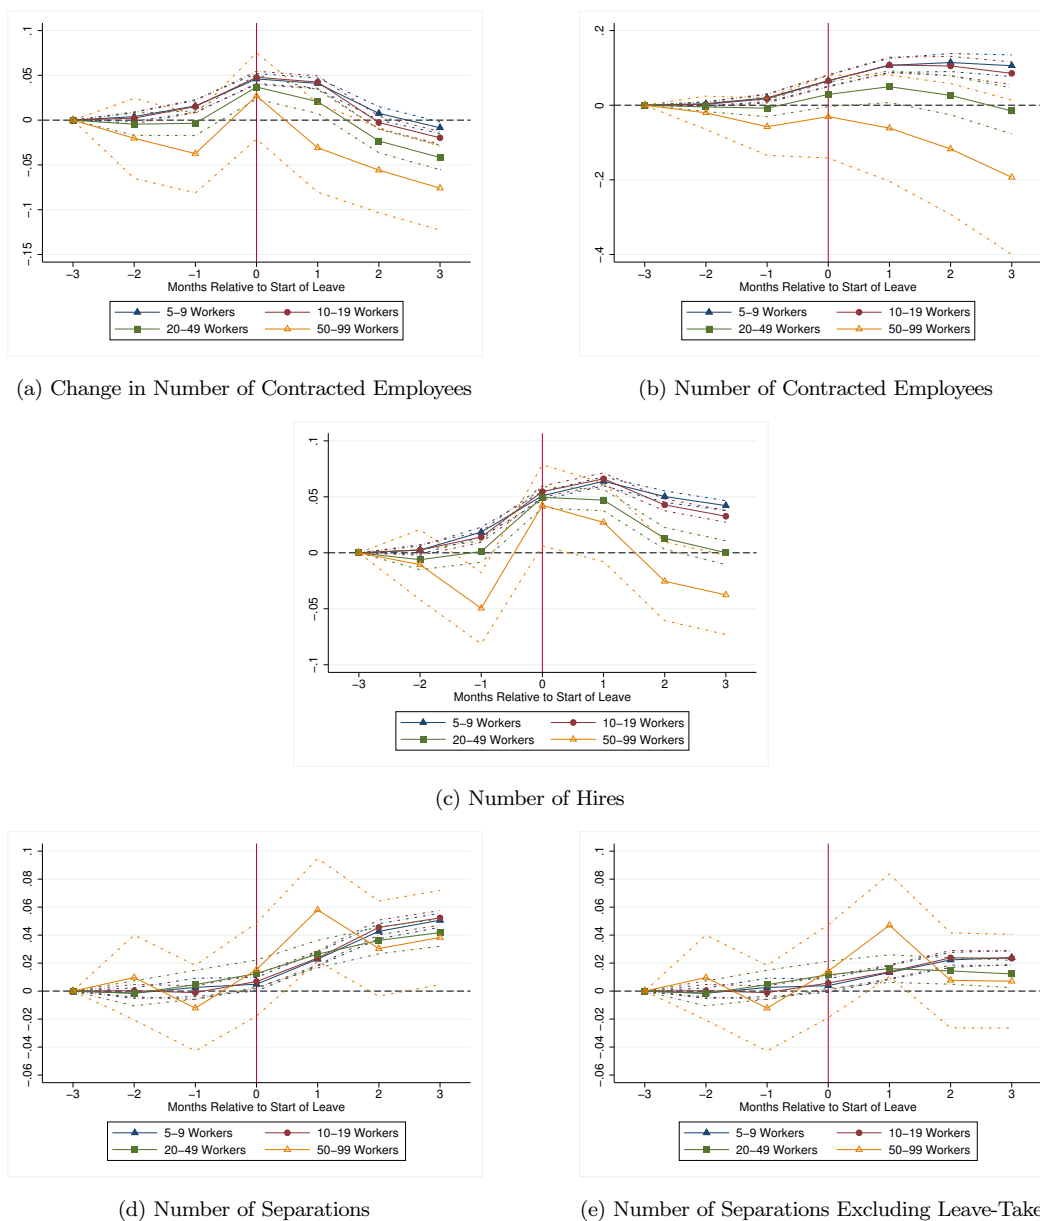 .1
.05
0
-.05
-.1
-.15
−3 −2 −1 0 1 2 3
Months Relative to Start of Leave
5−9 Workers 10−19 Workers
20−49 Workers 50−99 Workers
(a) Change in Number of Contracted Employees
.2
0
-.2
-.4
−3 −2 −1 0 1 2 3
Months Relative to Start of Leave
5−9 Workers 10−19 Workers
20−49 Workers 50−99 Workers
(b) Number of Contracted Employees
.1
.05
0
-.05
-.1
−3 −2 −1 0 1 2 3
Months Relative to Start of Leave
5−9 Workers 10−19 Workers
20−49 Workers 50−99 Workers
(c) Number of Hires
.1
.08
.06
.04
.02
0
-.02
-.04
-.06
−3 −2 −1 0 1 2 3
Months Relative to Start of Leave
5−9 Workers 10−19 Workers
20−49 Workers 50−99 Workers
(d) Number of Separations
.1
.08
.06
.04
.02
0
-.02
-.04
-.06
−3 −2 −1 0 1 2 3
Months Relative to Start of Leave
5−9 Workers 10−19 Workers
20−49 Workers 50−99 Workers
(e) Number of Separations Excluding Leave-Take